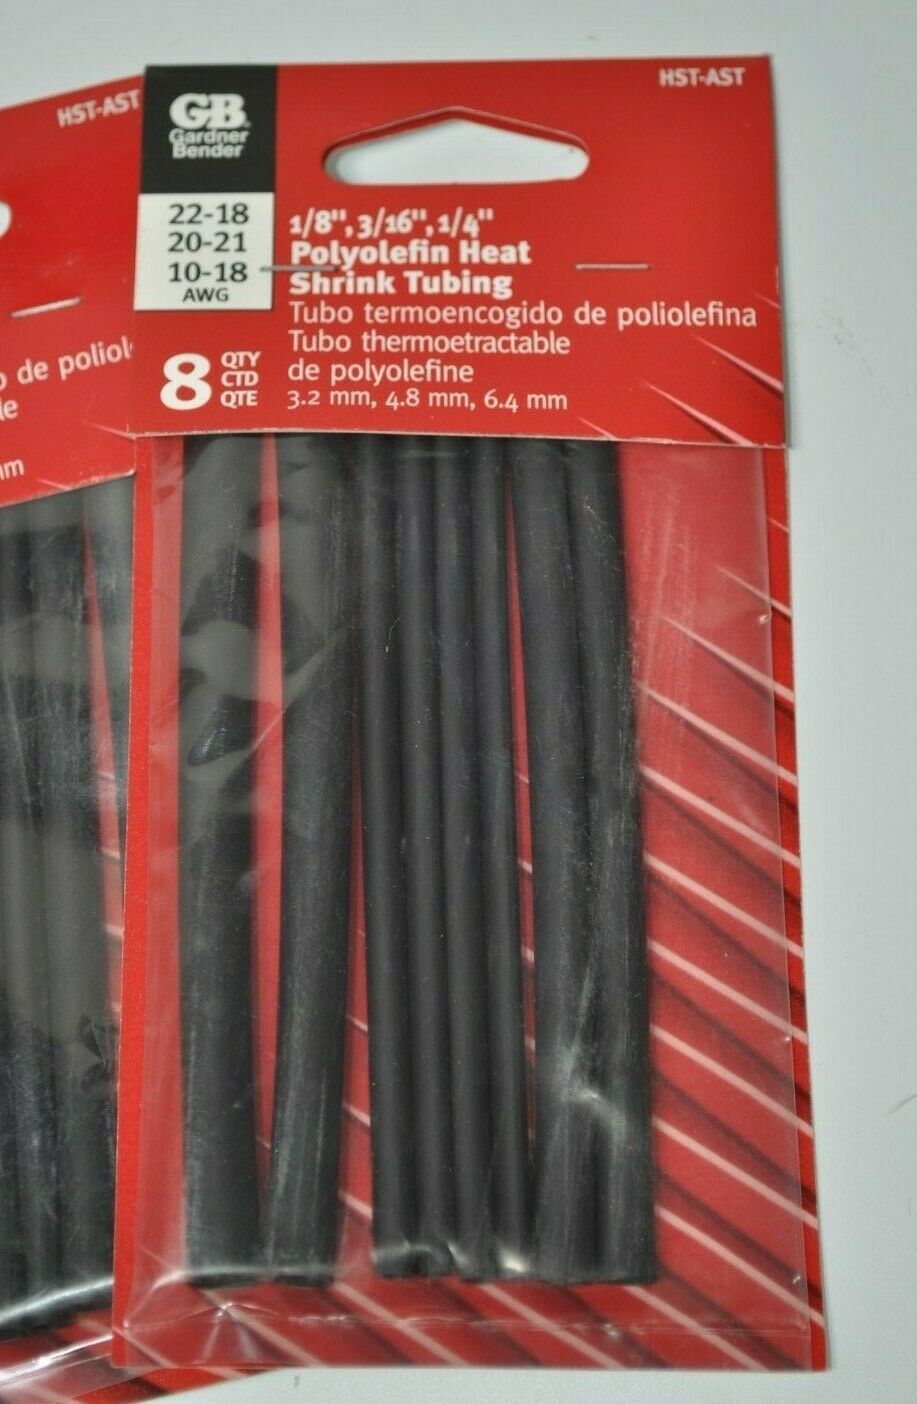 HST-AST
GB
Gardner
Bender
22-18
20-21
10-18
AWG
1/8", 3/16", 1/4"
Polyolefin Heat
Shrink Tubing
Tubo termoencogido de poliolefina
Tubo thermoetractable
de polyolefine
3.2 mm, 4.8 mm, 6.4 mm
8 QTY
CTD
QTE
HST-AST
de poliol
mm